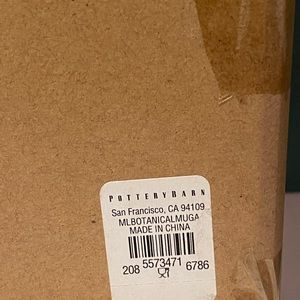 POTTERYBARN
San Francisco, CA 94109
MLBOTANICALMUGA
MADE IN CHINA
208 5573471 6786